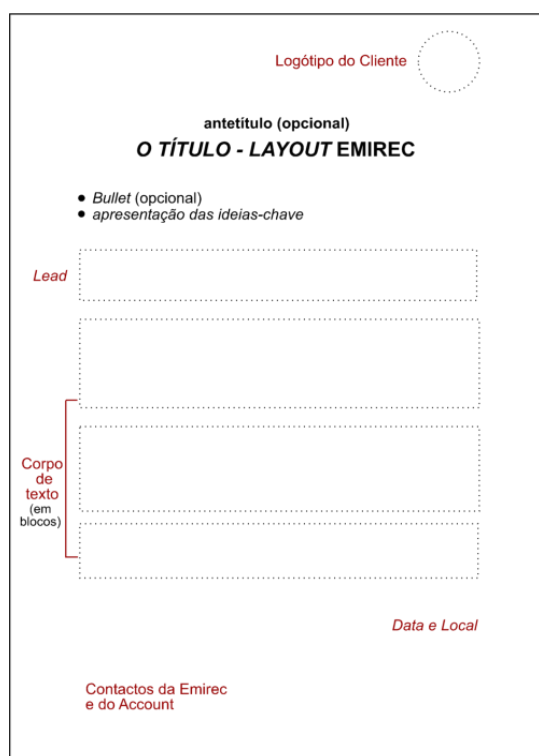 Logótipo do Cliente
antetítulo (opcional)
O TÍTULO - LAYOUT EMIREC
● Bullet (opcional)
● apresentação das ideias-chave
Lead
Corpo
de
texto
(em
blocos)
Data e Local
Contactos da Emirec
e do Account